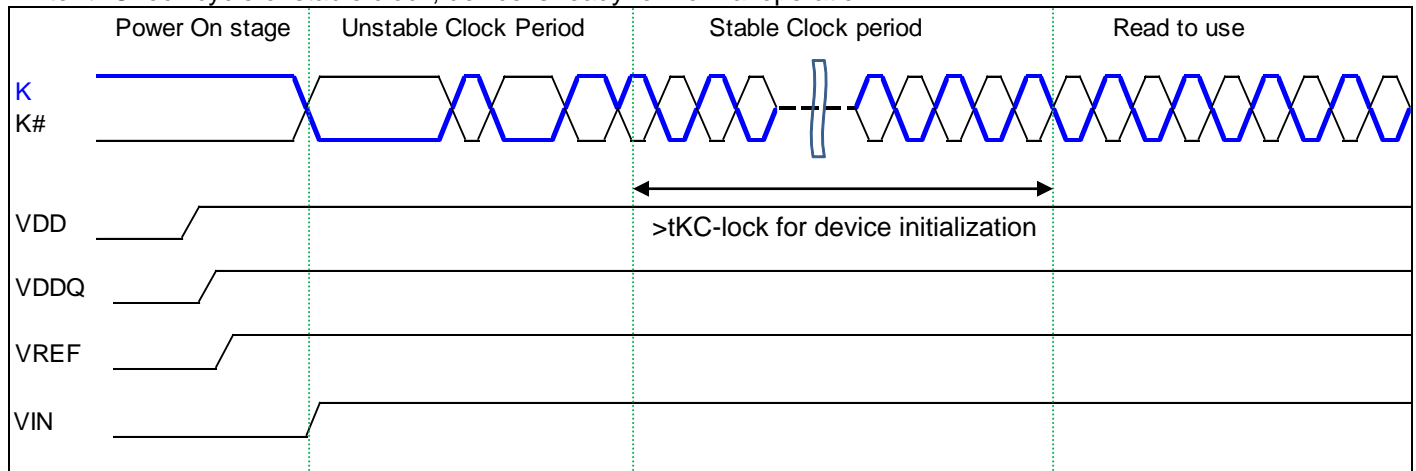 Power On stage Unstable Clock Period Stable Clock period Read to use
K
K#
VDD
>tKC-lock for device initialization
VDDQ
VREF
VIN